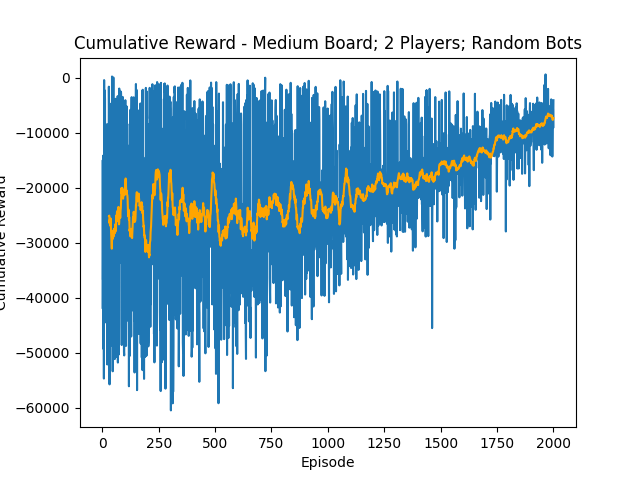 Cumulative Reward - Medium Board; 2 Players; Random Bots
Cumulative Reward
0
−10000
−20000
−30000
−40000
−50000
−60000
0 250 500 750 1000 1250 1500 1750 2000
Episode